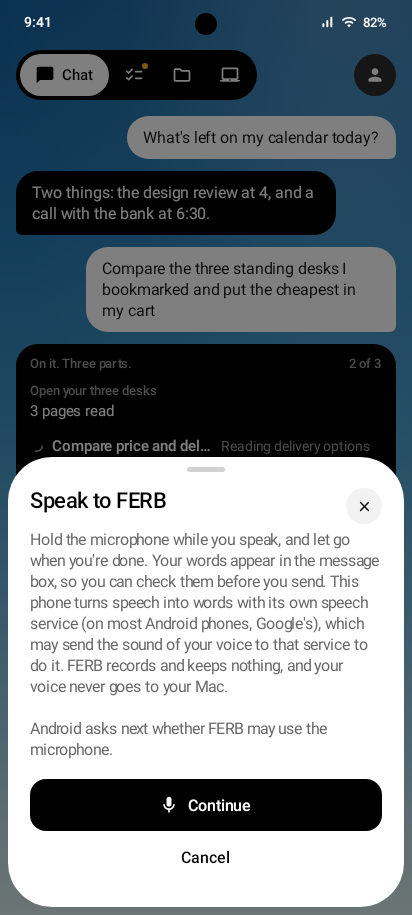 9:41
82%
Chat
What's left on my calendar today?
Two things: the design review at 4, and a
call with the bank at 6:30.
Compare the three standing desks I
bookmarked and put the cheapest in
my cart
On it. Three parts.
2 of 3
Open your three desks
3 pages read
Compare price and del…
Reading delivery options
Speak to FERB
Hold the microphone while you speak, and let go
when you're done. Your words appear in the message
box, so you can check them before you send. This
phone turns speech into words with its own speech
service (on most Android phones, Google's), which
may send the sound of your voice to that service to
do it. FERB records and keeps nothing, and your
voice never goes to your Mac.
Android asks next whether FERB may use the
microphone.
Continue
Cancel